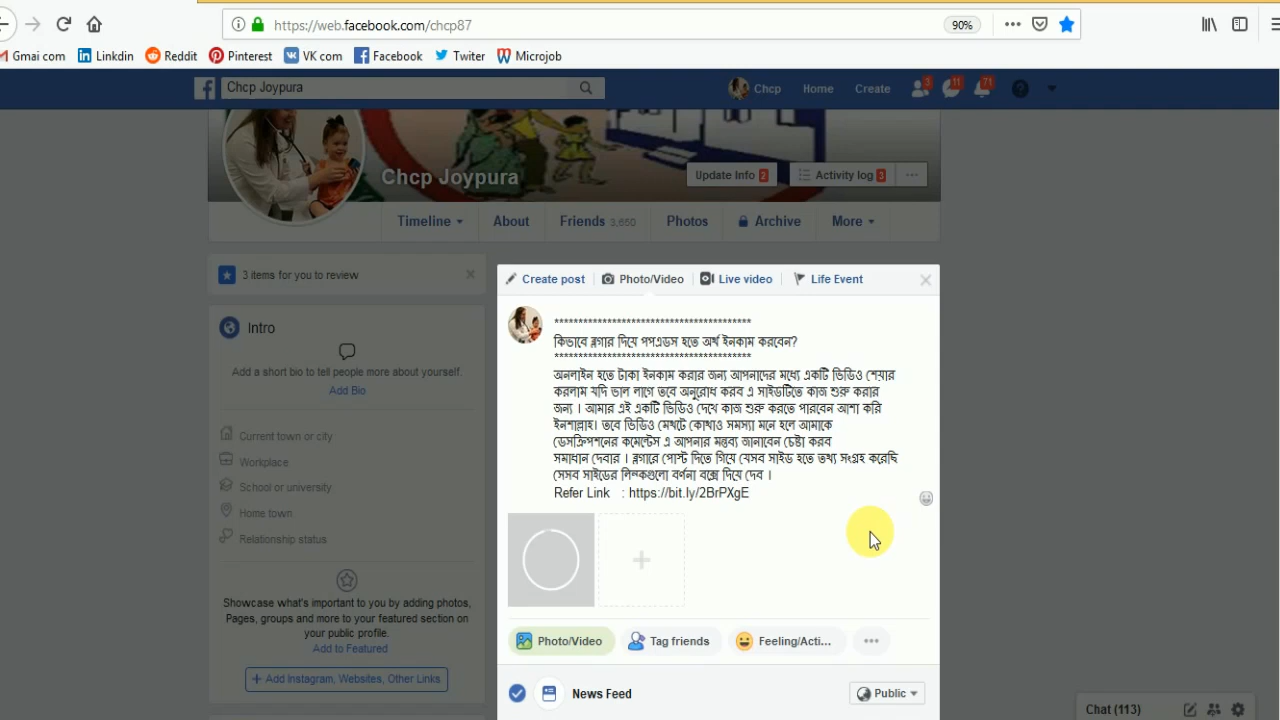 https://web.facebook.com/chcp87
90%
Gmai com
Linkdin
Reddit
Pinterest
VK com
Facebook
Twiter
Microjob
Chcp Joypura
Chcp
Home
Create
3
11
71
Chcp Joypura
Update Info 2
Activity log 3
Timeline
About
Friends 3,650
Photos
Archive
More
3 items for you to review
Create post
Photo/Video
Live video
Life Event
Intro
Add a short bio to tell people more about yourself.
Add Bio
Current town or city
Workplace
School or university
Home town
Relationship status
Showcase what's important to you by adding photos,
Pages, groups and more to your featured section on
your public profile.
Add to Featured
+ Add Instagram, Websites, Other Links
*****************************************
কিভাবে ব্লগার দিয়ে পপএডস হতে অর্থ ইনকাম করবেন?
*****************************************
অনলাইন হতে টাকা ইনকাম করার জন্য আপনাদের মধ্যে একটি ভিডিও শেয়ার
করলাম যদি ভাল লাগে তবে অনুরোধ করব এ সাইডটিতে কাজ শুরু করার
জন্য । আমার এই একটি ভিডিও দেখে কাজ শুরু করতে পারবেন আশা করি
ইনশাল্লাহ। তবে ভিডিও মেখটে কোথাও সমস্যা মনে হলে আমাকে
ডেসক্রিপশনের কমেন্টেস এ আপনার মন্তব্য জানাবেন চেষ্টা করব
সমাধান দেবার । ব্লগারে পোস্ট দিতে গিয়ে যেসব সাইড হতে তথ্য সংগ্রহ করেছি
সেসব সাইডের লিন্কগুলো বর্ণনা বক্সে দিয়ে দেব ।
Refer Link : https://bit.ly/2BrPXgE
Photo/Video
Tag friends
Feeling/Acti...
News Feed
Public
Chat (113)